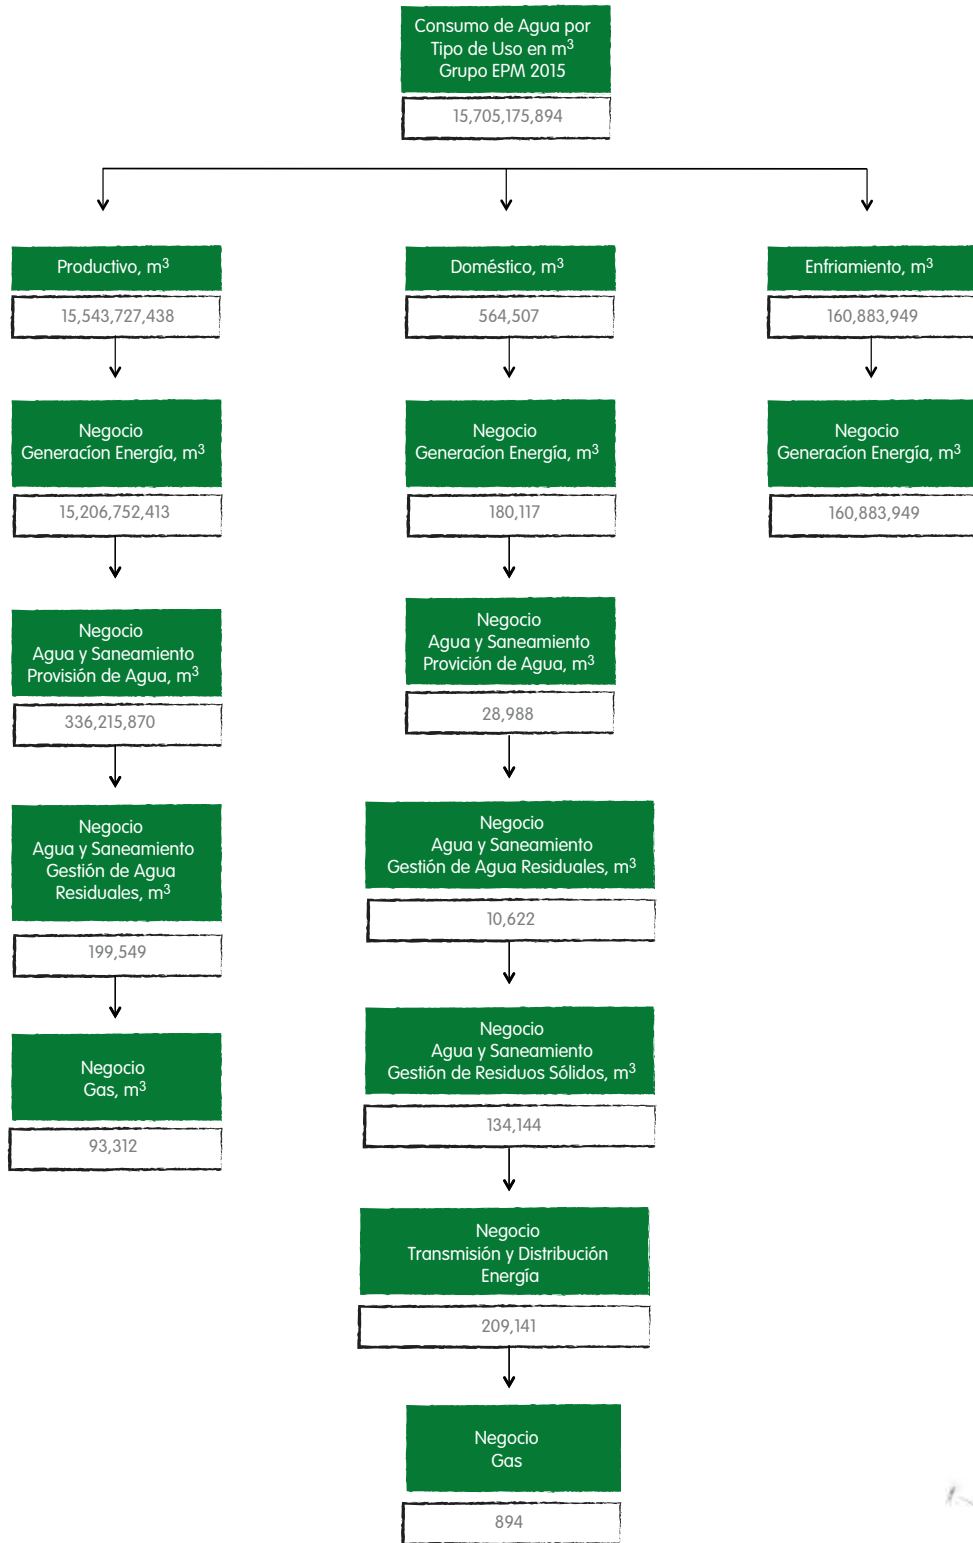 Consumo de Agua por
Tipo de Uso en m³
Grupo EPM 2015
15,705,175,894
Productivo, m³
15,543,727,438
Negocio
Generacíon Energía, m³
15,206,752,413
Negocio
Agua y Saneamiento
Provisión de Agua, m³
336,215,870
Negocio
Agua y Saneamiento
Gestión de Agua
Residuales, m³
199,549
Negocio
Gas, m³
93,312
Doméstico, m³
564,507
Negocio
Generacíon Energía, m³
180,117
Negocio
Agua y Saneamiento
Provición de Agua, m³
28,988
Negocio
Agua y Saneamiento
Gestión de Agua Residuales, m³
10,622
Negocio
Agua y Saneamiento
Gestión de Residuos Sólidos, m³
134,144
Negocio
Transmisión y Distribución
Energía
209,141
Negocio
Gas
894
Enfriamiento, m³
160,883,949
Negocio
Generacíon Energía, m³
160,883,949